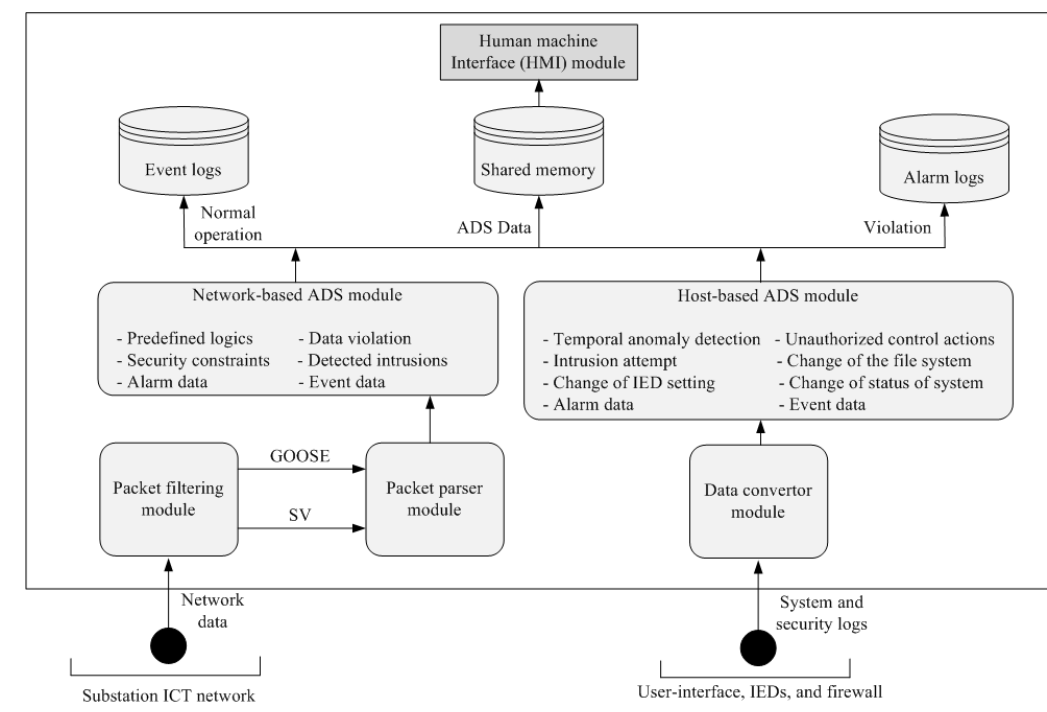 Human machine
Interface (HMI) module
Event logs
Shared memory
Alarm logs
Normal
operation
ADS Data
Violation
Network-based ADS module
- Predefined logics
- Data violation
- Security constraints
- Detected intrusions
- Alarm data
- Event data
Host-based ADS module
- Temporal anomaly detection
- Unauthorized control actions
- Intrusion attempt
- Change of the file system
- Change of IED setting
- Change of status of system
- Alarm data
- Event data
Packet filtering
module
GOOSE
SV
Packet parser
module
Data convertor
module
Network
data
System and
security logs
Substation ICT network
User-interface, IEDs, and firewall